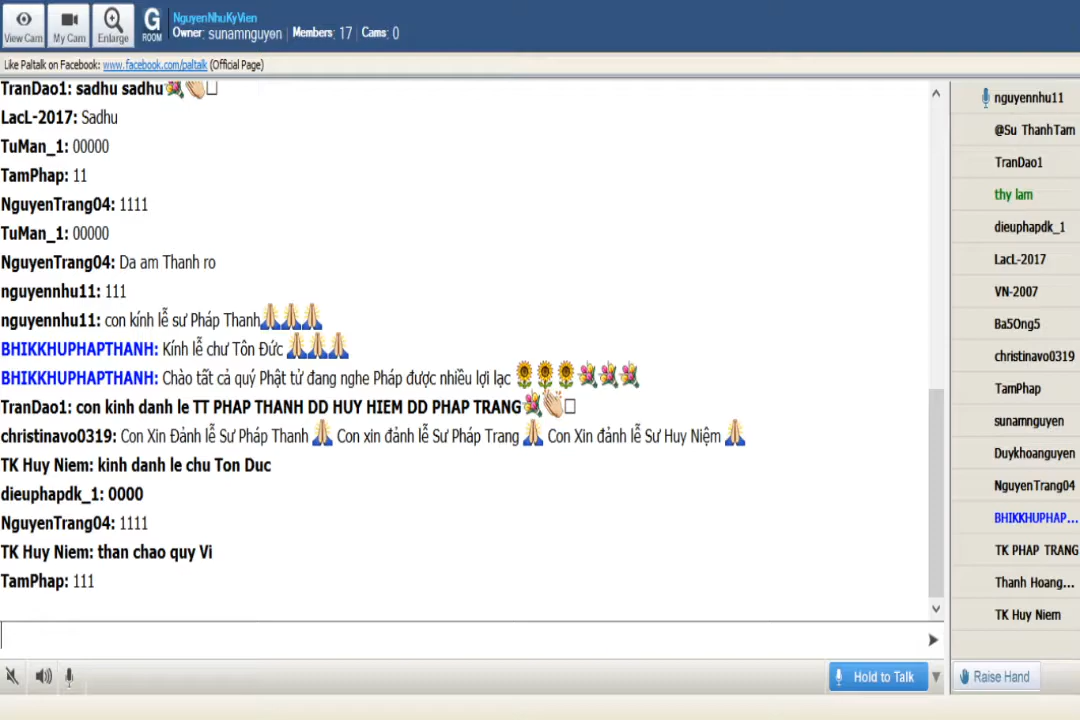 View Cam
My Cam
Enlarge
G
ROOM
NguyenNhuKyVien
Owner: sunamnguyen | Members: 17 | Cams: 0
Like Paltalk on Facebook: www.facebook.com/paltalk (Official Page)
TranDao1: sadhu sadhu
LacL-2017: Sadhu
TuMan_1: 00000
TamPhap: 11
NguyenTrang04: 1111
TuMan_1: 00000
NguyenTrang04: Da am Thanh ro
nguyennhu11: 111
nguyennhu11: con kính lễ sư Pháp Thanh
BHIKKHUPHAPTHANH: Kính lễ chư Tôn Đức
BHIKKHUPHAPTHANH: Chào tất cả quý Phật tử đang nghe Pháp được nhiều lợi lạc
TranDao1: con kinh danh le TT PHAP THANH DD HUY HIEM DD PHAP TRANG
christinavo0319: Con Xin Đảnh lễ Sư Pháp Thanh Con xin đảnh lễ Sư Pháp Trang Con Xin đảnh lễ Sư Huy Niệm
TK Huy Niem: kinh danh le chu Ton Duc
dieuphapdk_1: 0000
NguyenTrang04: 1111
TK Huy Niem: than chao quy Vi
TamPhap: 111
Hold to Talk
nguyennhu11
@Su ThanhTam
TranDao1
thy lam
dieuphapdk_1
LacL-2017
VN-2007
Ba5Ong5
christinavo0319
TamPhap
sunamnguyen
Duykhoanguyen
NguyenTrang04
BHIKKHUPHAP...
TK PHAP TRANG
Thanh Hoang...
TK Huy Niem
Raise Hand